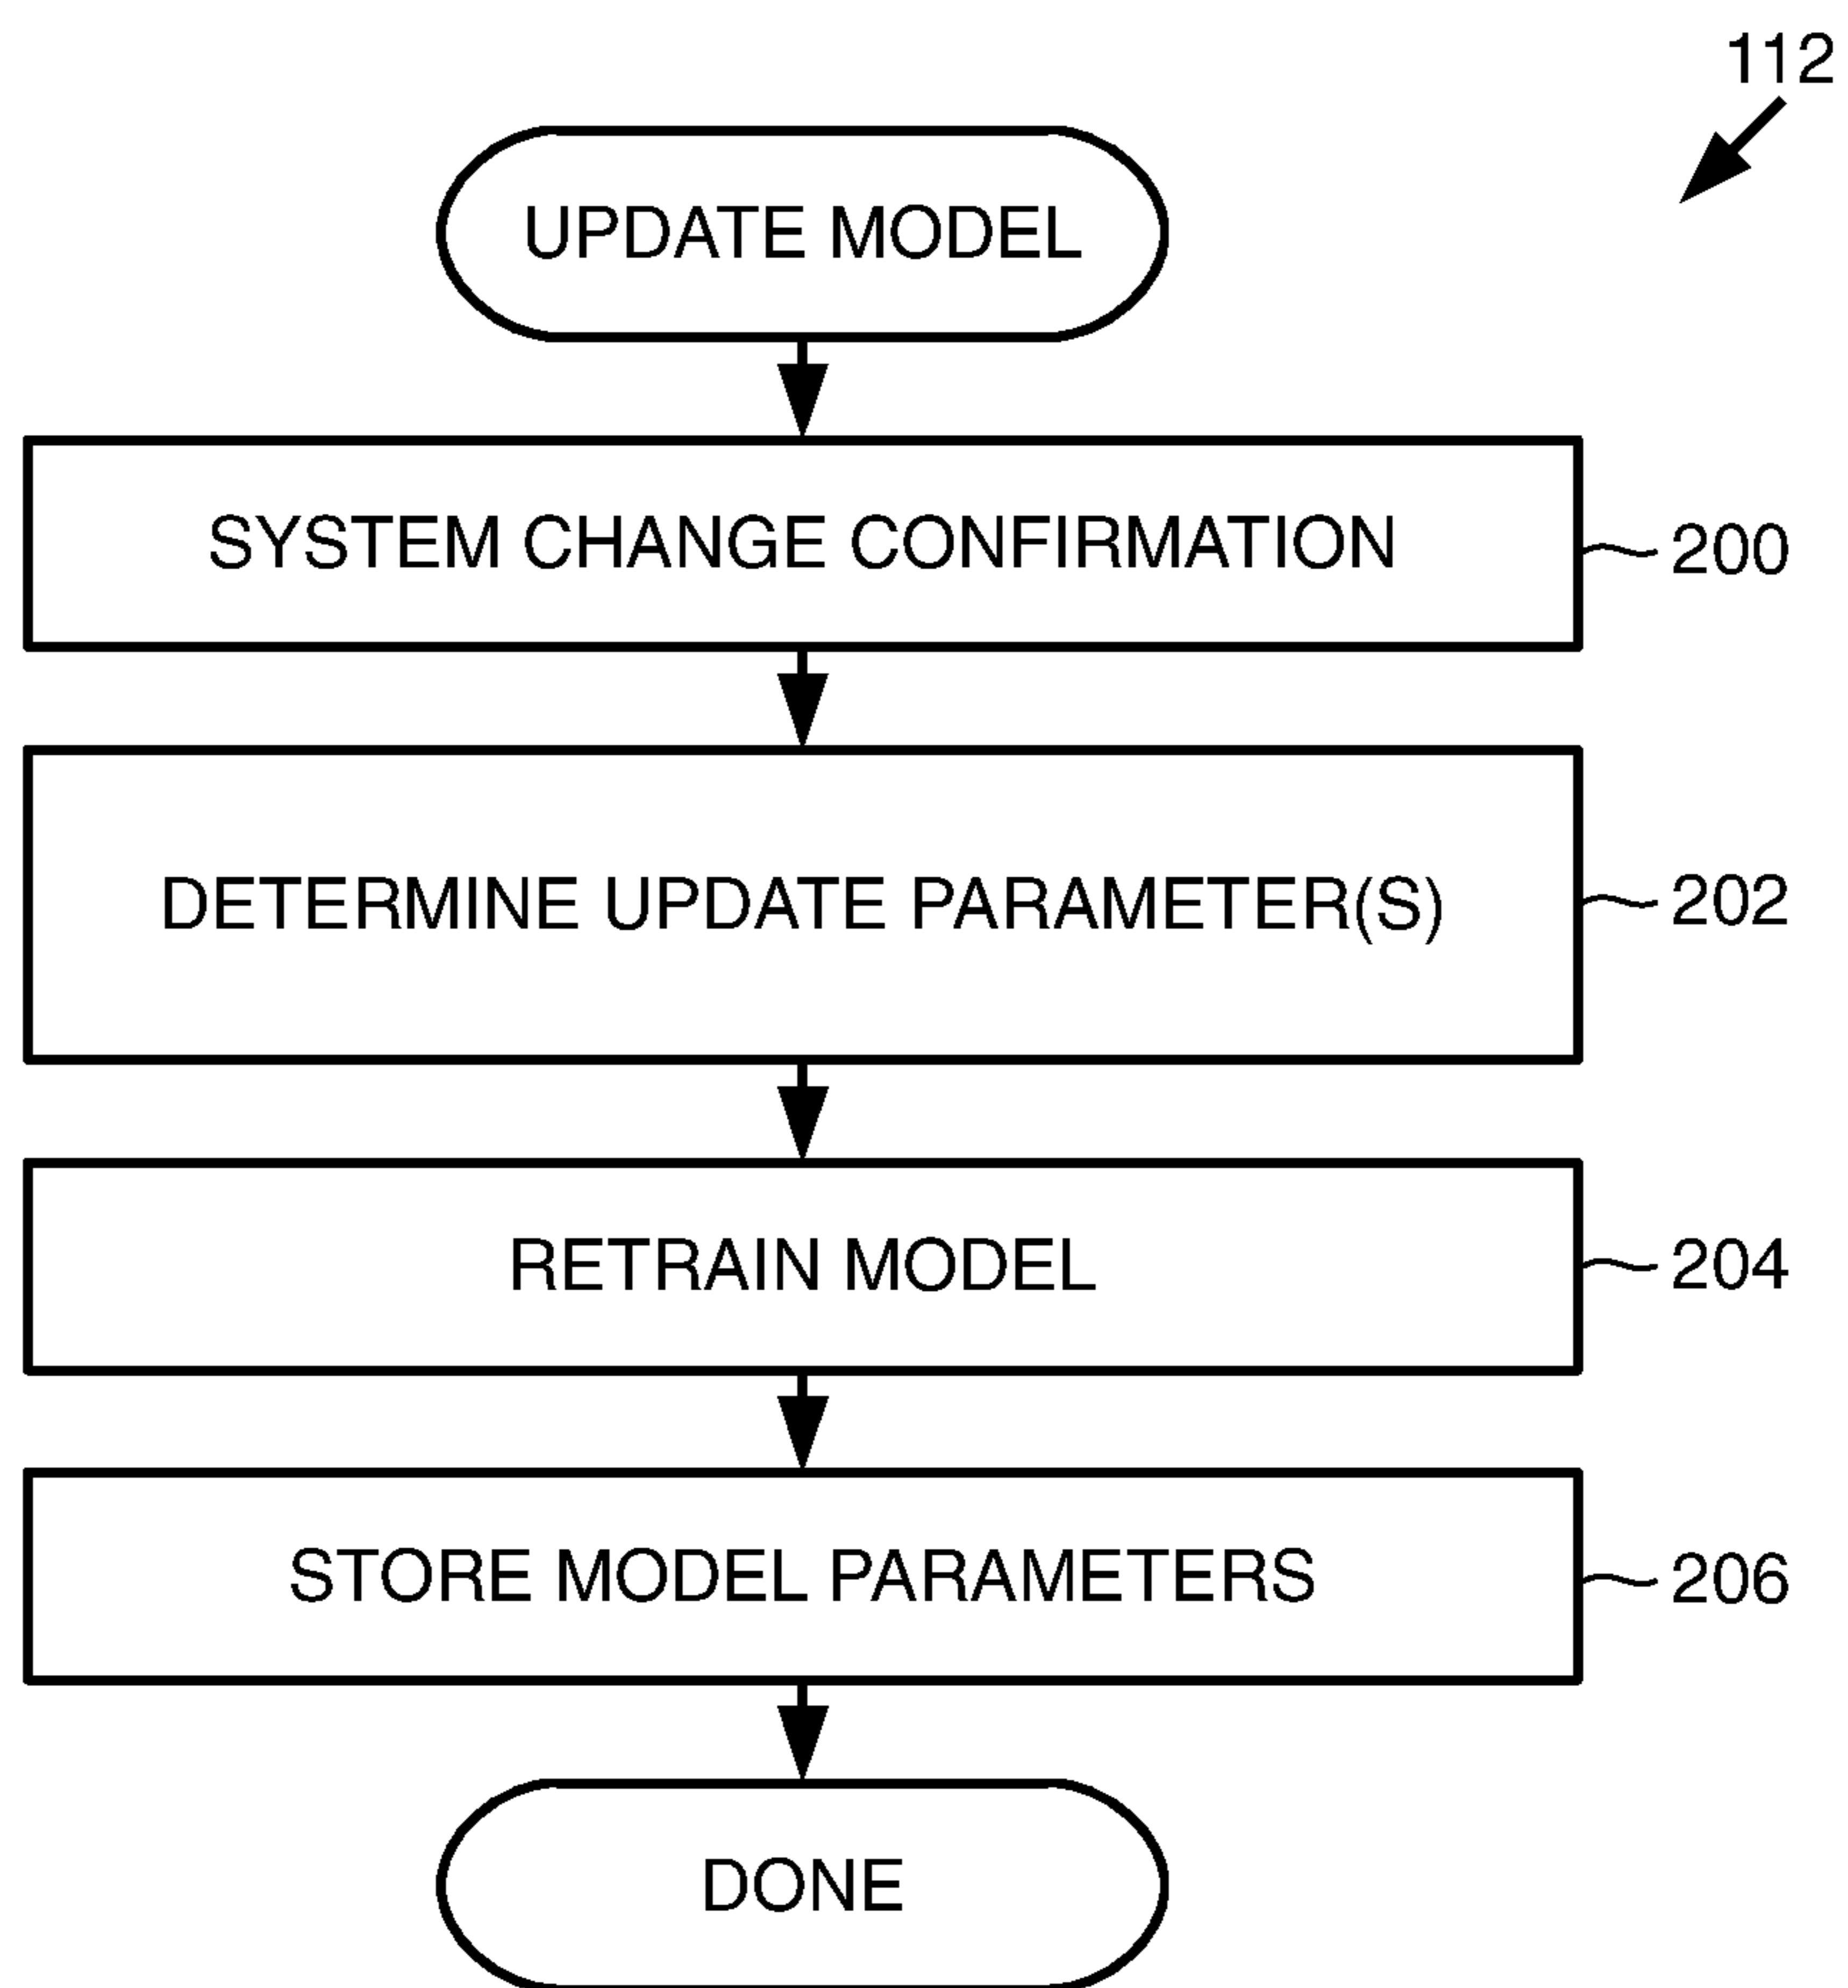 112
UPDATE MODEL
SYSTEM CHANGE CONFIRMATION
200
DETERMINE UPDATE PARAMETER(S)
202
RETRAIN MODEL
204
STORE MODEL PARAMETERS
206
DONE